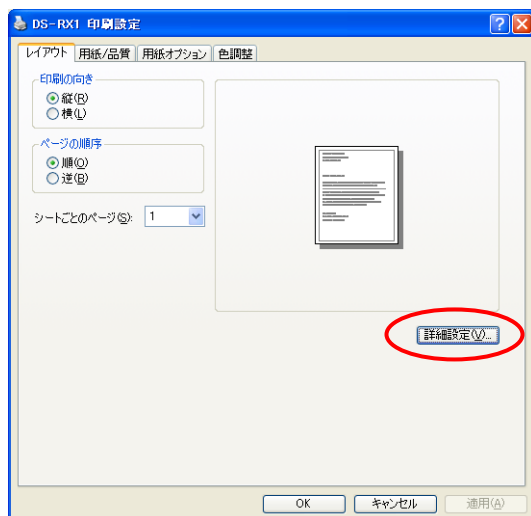 DS-RX1 印刷設定
レイアウト 用紙/品質 用紙オプション 色調整
印刷の向き
縦(R)
横(L)
ページの順序
順(O)
逆(B)
シートごとのページ(S): 1
詳細設定(V)...
OK キャンセル 適用(A)